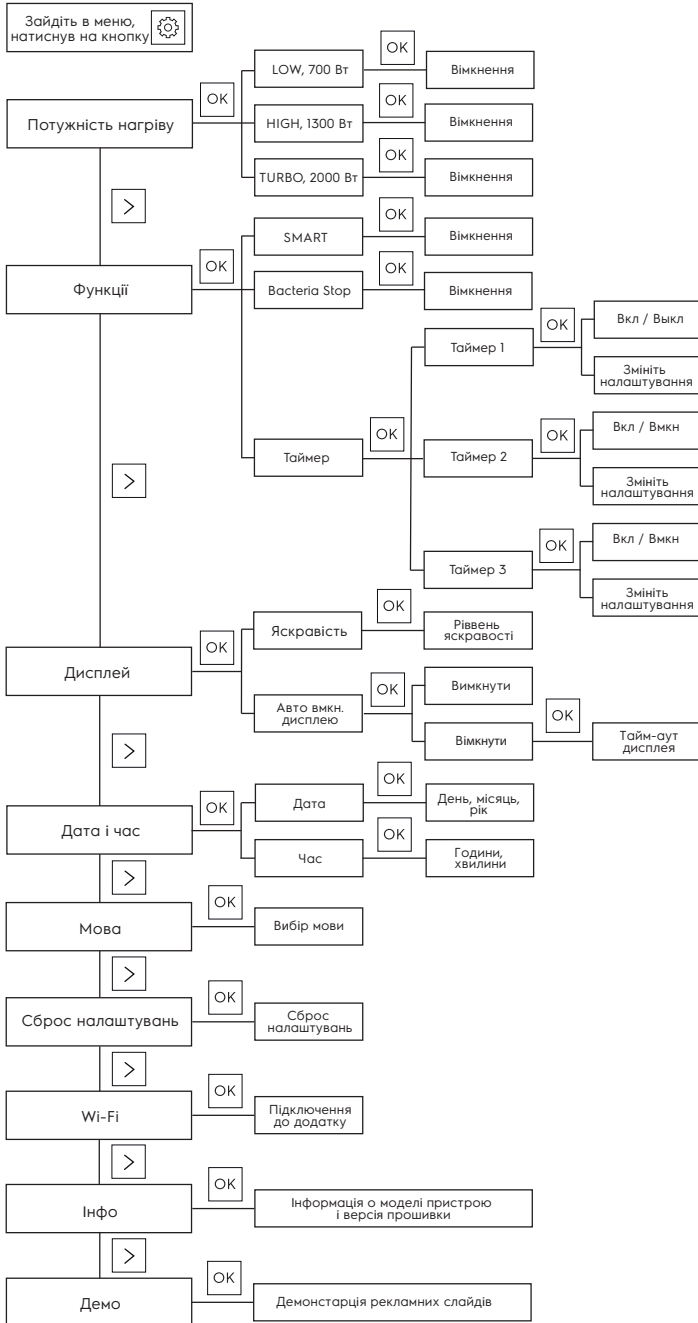 Зайдіть в меню,
натиснув на кнопку
Потужність нагріву
OK
LOW, 700 Вт
OK
Вімкнення
HIGH, 1300 Вт
OK
Вімкнення
TURBO, 2000 Вт
OK
Вімкнення
>
Функції
OK
SMART
OK
Вімкнення
Bacteria Stop
OK
Вімкнення
Таймер
OK
Таймер 1
OK
Вкл / Выкл
Змініть
налаштування
Таймер 2
OK
Вкл / Вмкн
Змініть
налаштування
Таймер 3
OK
Вкл / Вмкн
Змініть
налаштування
>
Дисплей
OK
Яскравість
OK
Ріввень
яскравості
Авто вмкн.
дисплею
OK
Вимкнути
Вімкнути
OK
Тайм-аут
дисплея
>
Дата і час
OK
Дата
OK
День, місяць,
рік
Час
OK
Години,
хвилини
>
Мова
OK
Вибір мови
>
Сброс налаштувань
OK
Сброс
налаштувань
>
Wi-Fi
OK
Підключення
до додатку
>
Інфо
OK
Інформація о моделі пристрою
і версія прошивки
>
Демо
OK
Демонстарція рекламних слайдів